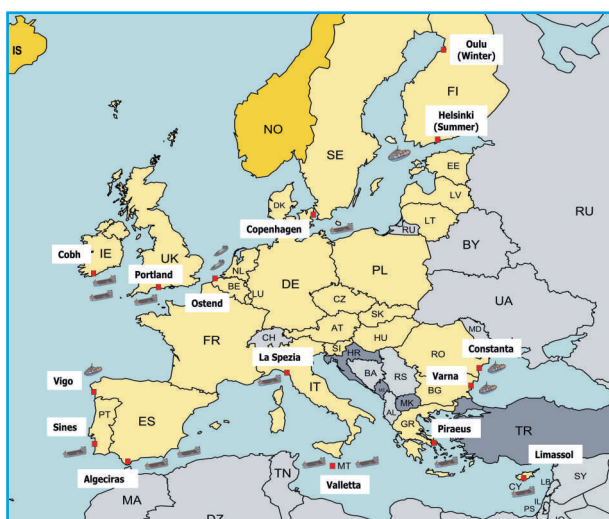 IS
Oulu
(Winter)
FI
NO
Helsinki
(Summer)
SE
EE
LV
RU
DK
LT
Copenhagen
RU
BY
IE
Cobh
UK
Portland
NL
DE
PL
BE
Ostend
LU
UA
CZ
SK
MD
FR
CH
AT
HU
La Spezia
SI
HR
RO
Constanta
BA
RS
Varna
Vigo
IT
BG
PT
ES
MK
AL
Sines
GR
Piraeus
TR
Limassol
Algeciras
TN
MT
Valletta
CY
LB
SY
MA
IL
PS
DZ